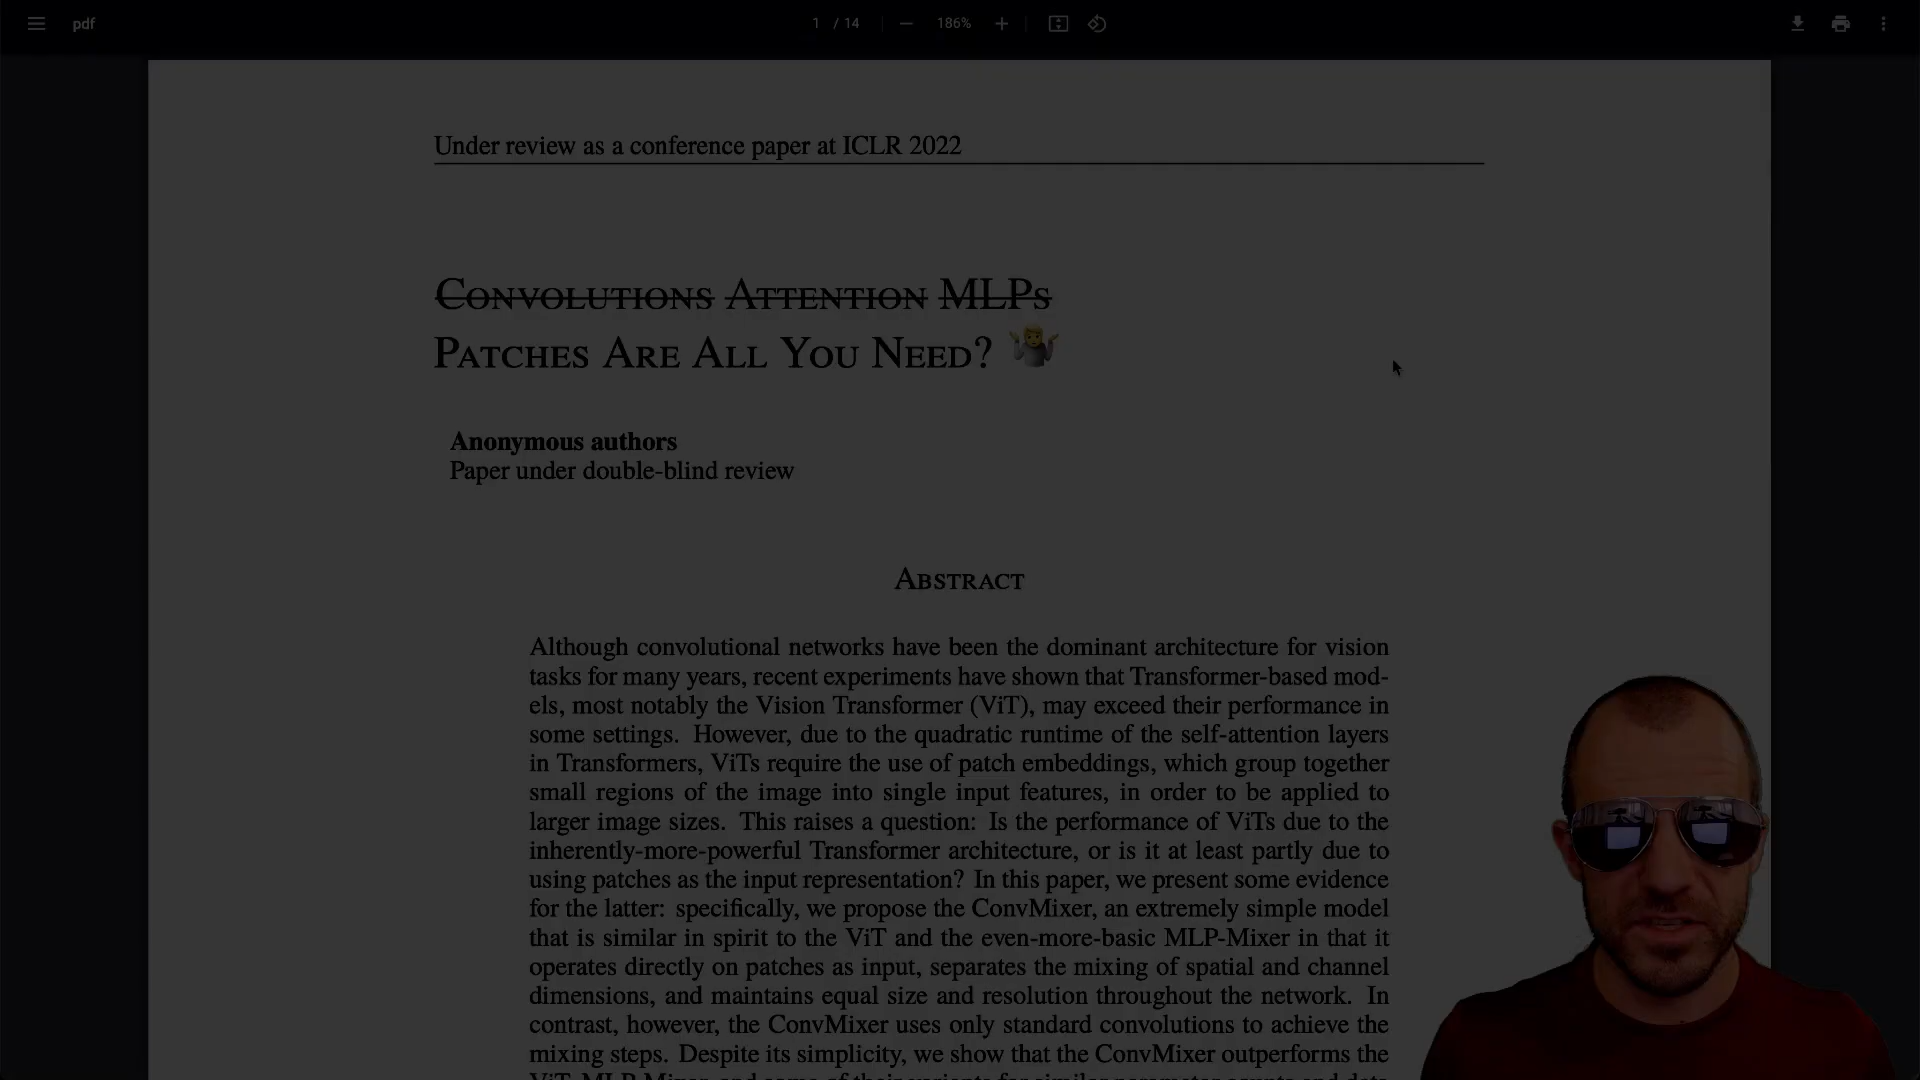 pdf
1 / 14
186%
Under review as a conference paper at ICLR 2022
CONVOLUTIONS ATTENTION MLPS
PATCHES ARE ALL YOU NEED? 🤷
Anonymous authors
Paper under double-blind review
ABSTRACT
Although convolutional networks have been the dominant architecture for vision
tasks for many years, recent experiments have shown that Transformer-based mod-
els, most notably the Vision Transformer (ViT), may exceed their performance in
some settings. However, due to the quadratic runtime of the self-attention layers
in Transformers, ViTs require the use of patch embeddings, which group together
small regions of the image into single input features, in order to be applied to
larger image sizes. This raises a question: Is the performance of ViTs due to the
inherently-more-powerful Transformer architecture, or is it at least partly due to
using patches as the input representation? In this paper, we present some evidence
for the latter: specifically, we propose the ConvMixer, an extremely simple model
that is similar in spirit to the ViT and the even-more-basic MLP-Mixer in that it
operates directly on patches as input, separates the mixing of spatial and channel
dimensions, and maintains equal size and resolution throughout the network. In
contrast, however, the ConvMixer uses only standard convolutions to achieve the
mixing steps. Despite its simplicity, we show that the ConvMixer outperforms the